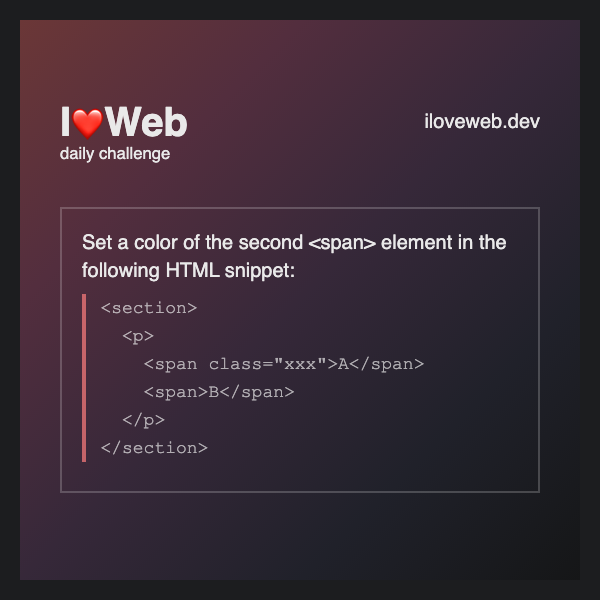 I❤️Web
iloveweb.dev
daily challenge
Set a color of the second <span> element in the
following HTML snippet:
<section>
  <p>
    <span class="xxx">A</span>
    <span>B</span>
  </p>
</section>